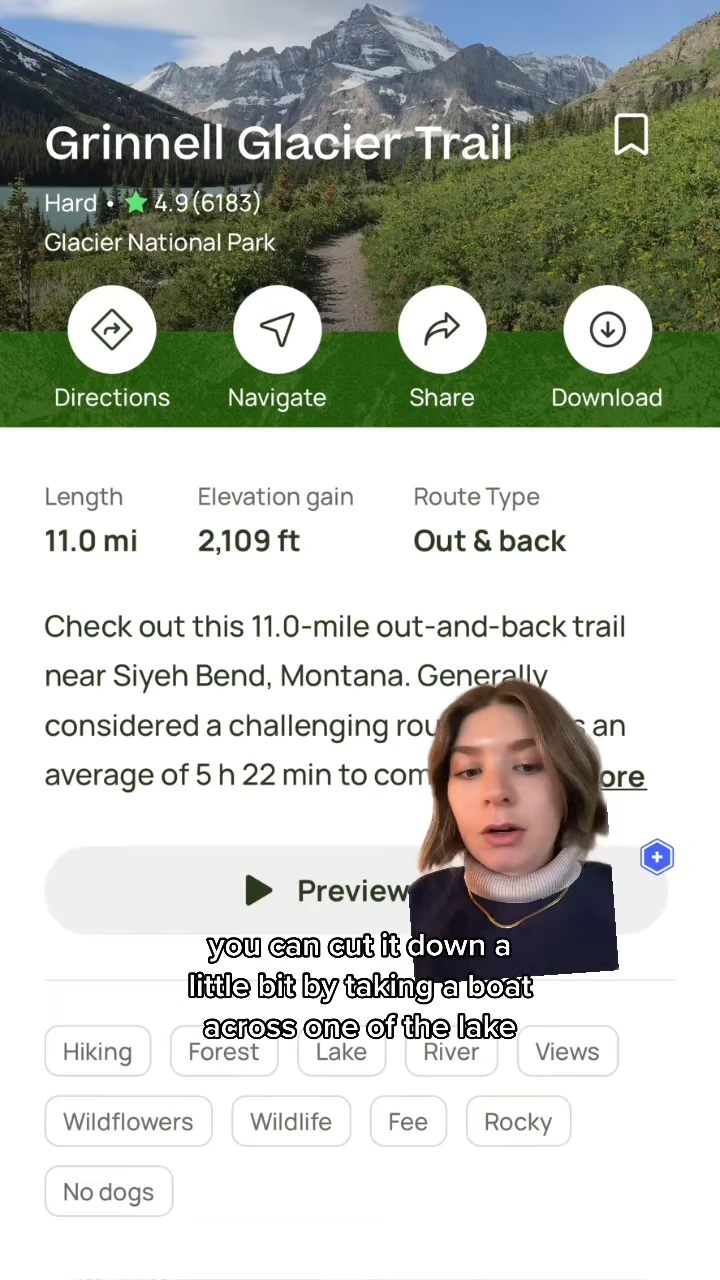 Grinnell Glacier Trail
Hard • 4.9(6183)
Glacier National Park
Directions Navigate Share Download
Length Elevation gain Route Type
11.0 mi 2,109 ft Out & back
Check out this 11.0-mile out-and-back trail
near Siyeh Bend, Montana. Generally
considered a challenging an
average of 5 h 22 min to
Preview
you can cut it down a
little bit by taking a boat
across one of the lake
Hiking Forest Lake River Views
Wildflowers Wildlife Fee Rocky
No dogs